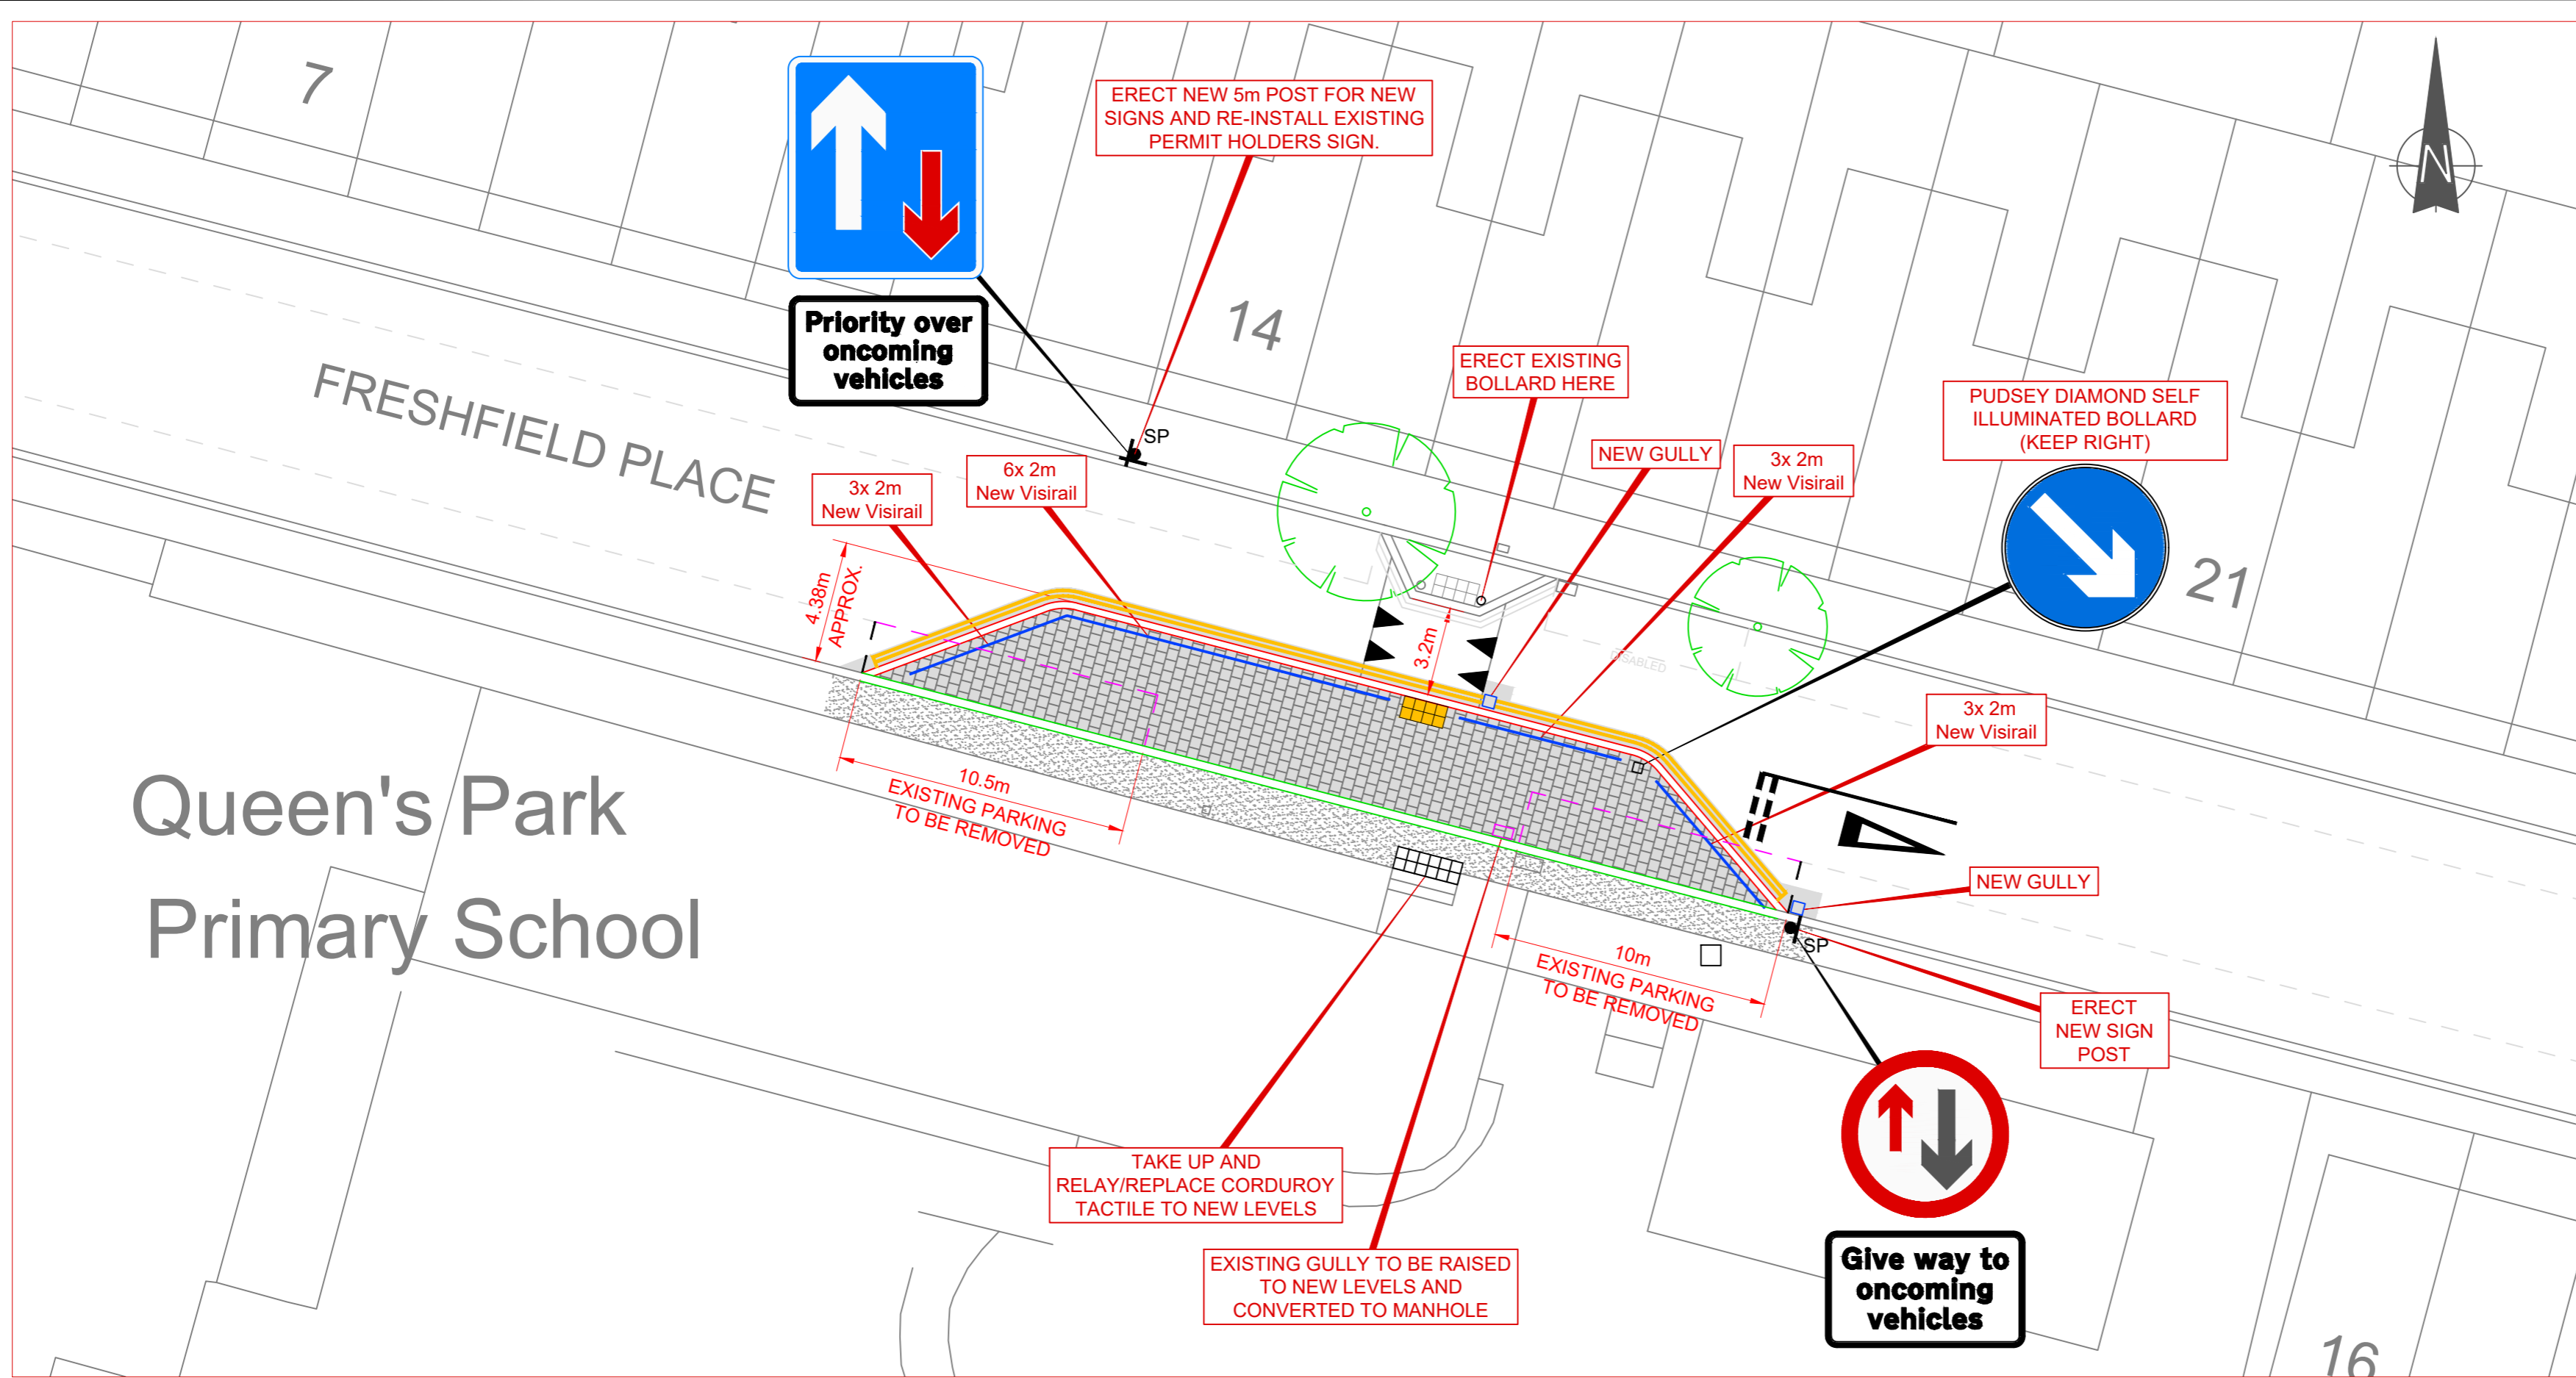 7
ERECT NEW 5m POST FOR NEW
SIGNS AND RE-INSTALL EXISTING
PERMIT HOLDERS SIGN.
N
Priority over
oncoming
vehicles
14
FRESHFIELD PLACE
SP
ERECT EXISTING
BOLLARD HERE
PUDSEY DIAMOND SELF
ILLUMINATED BOLLARD
(KEEP RIGHT)
3x 2m
New Visirail
6x 2m
New Visirail
NEW GULLY
3x 2m
New Visirail
21
4.38m
APPROX.
3.2m
DISABLED
3x 2m
New Visirail
Queen's Park
Primary School
10.5m
EXISTING PARKING
TO BE REMOVED
NEW GULLY
SP
10m
EXISTING PARKING
TO BE REMOVED
ERECT
NEW SIGN
POST
TAKE UP AND
RELAY/REPLACE CORDUROY
TACTILE TO NEW LEVELS
EXISTING GULLY TO BE RAISED
TO NEW LEVELS AND
CONVERTED TO MANHOLE
Give way to
oncoming
vehicles
16